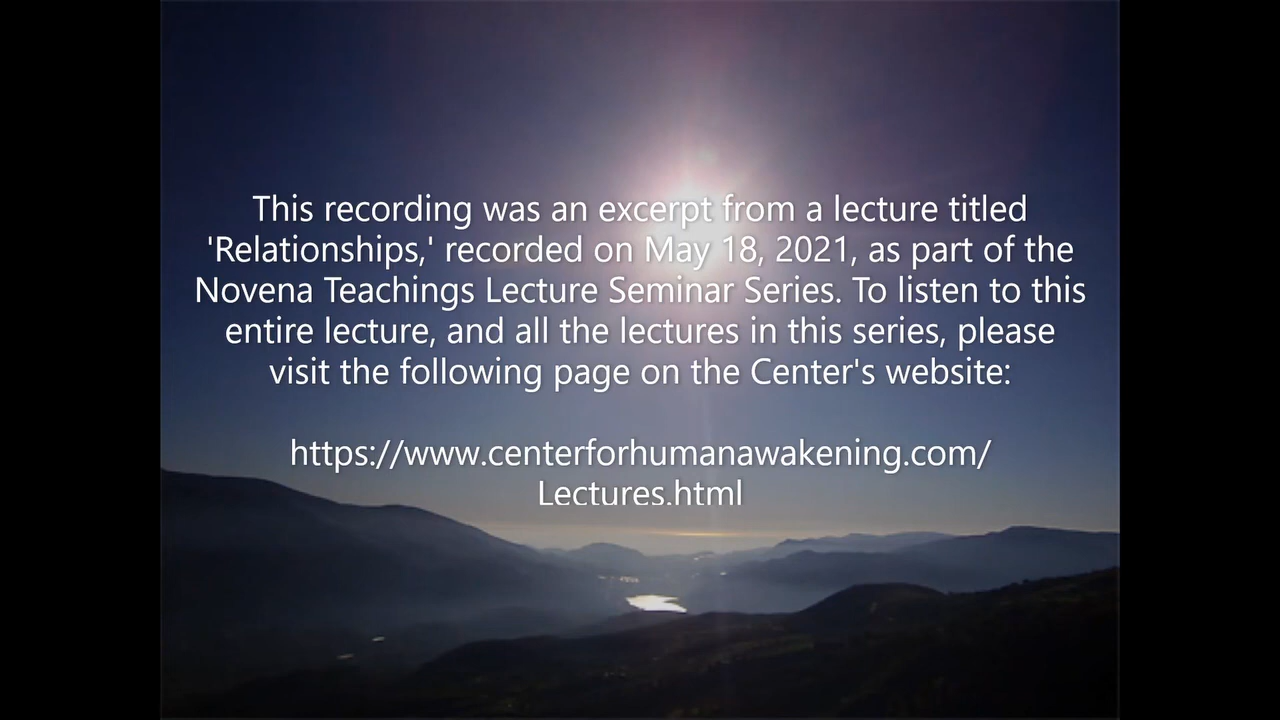 This recording was an excerpt from a lecture titled
'Relationships,' recorded on May 18, 2021, as part of the
Novena Teachings Lecture Seminar Series. To listen to this
entire lecture, and all the lectures in this series, please
visit the following page on the Center's website:
https://www.centerforhumanawakening.com/
Lectures.html